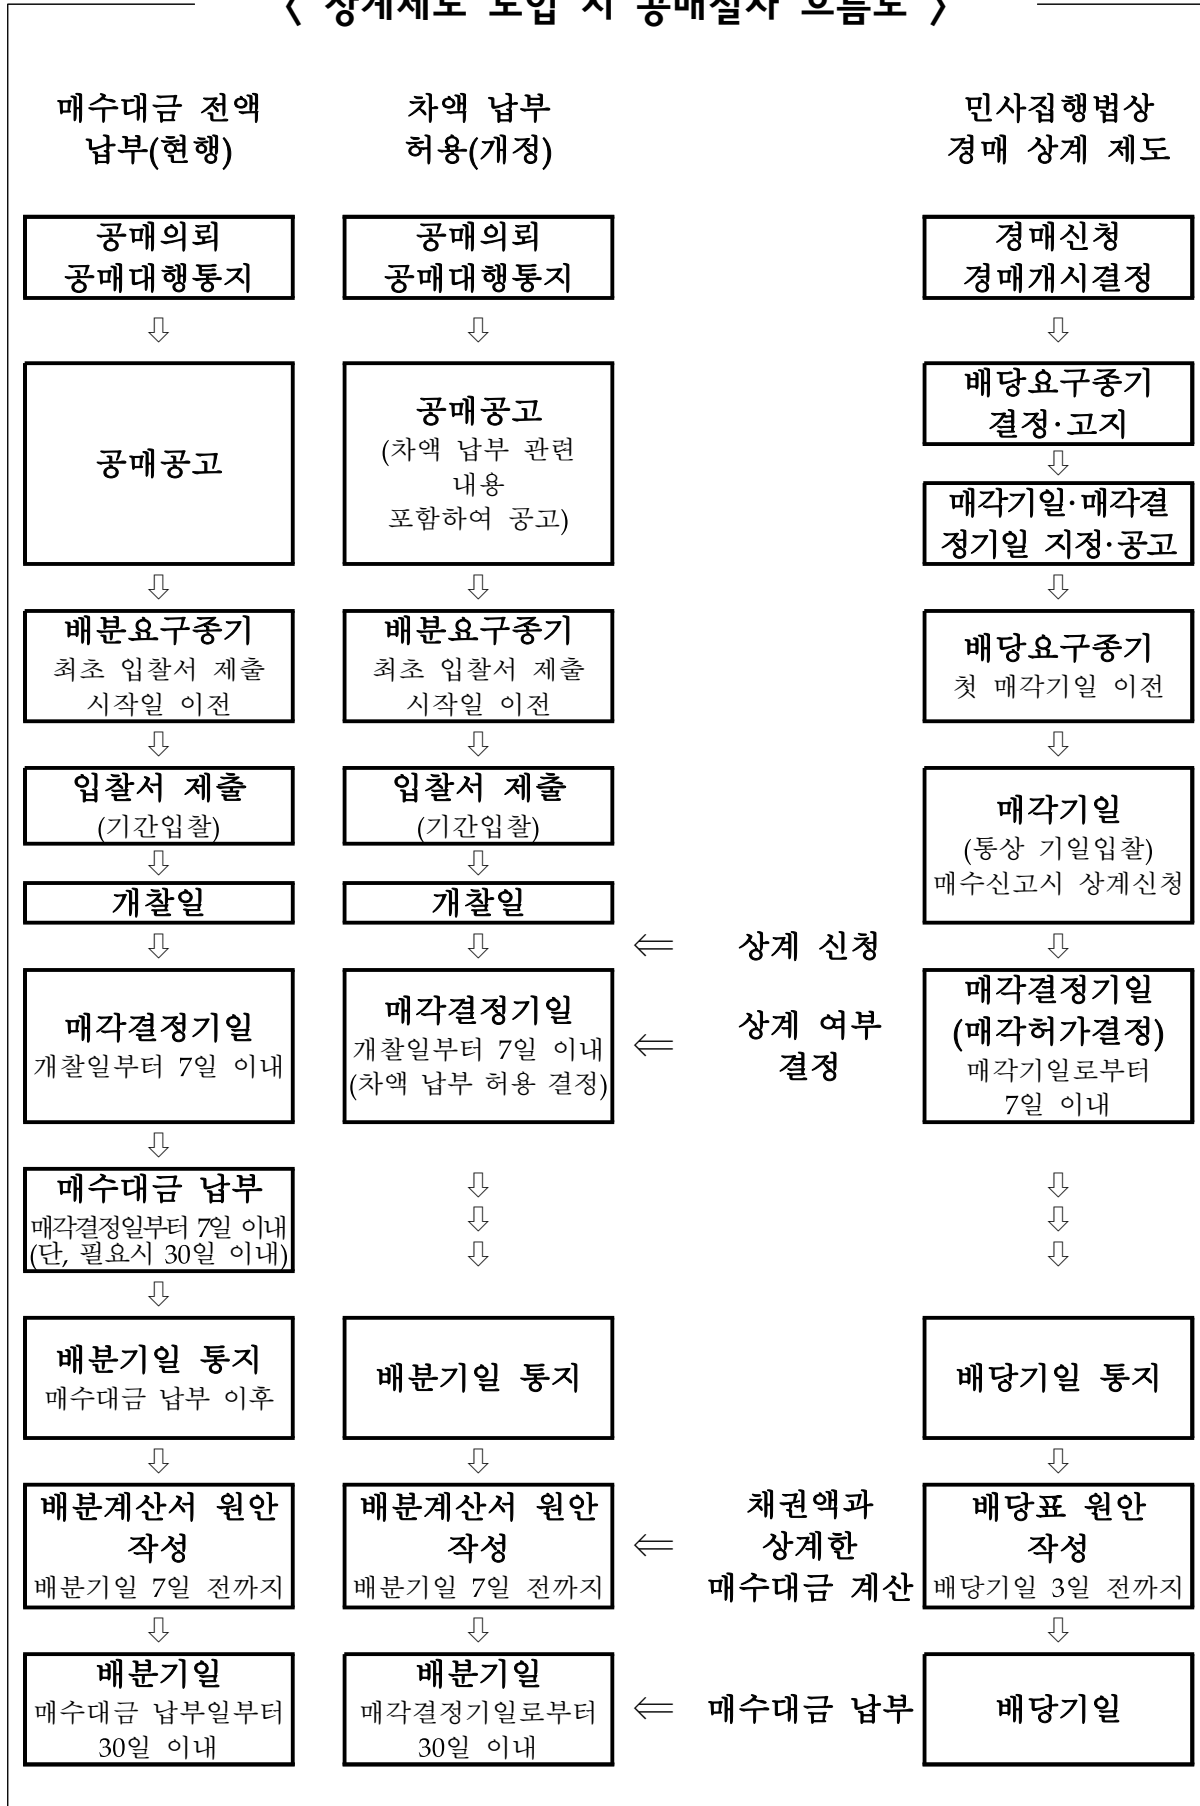 〈 상계제도 도입 시 공매절차 흐름도 〉
매수대금 전액
납부(현행)
차액 납부
허용(개정)
민사집행법상
경매 상계 제도
공매의뢰
공매대행통지
공매의뢰
공매대행통지
경매신청
경매개시결정
⇩
⇩
⇩
공매공고
공매공고
(차액 납부 관련
내용
포함하여 공고)
배당요구종기
결정·고지
⇩
매각기일·매각결
정기일 지정·공고
⇩
⇩
⇩
배분요구종기
최초 입찰서 제출
시작일 이전
배분요구종기
최초 입찰서 제출
시작일 이전
배당요구종기
첫 매각기일 이전
⇩
⇩
⇩
입찰서 제출
(기간입찰)
입찰서 제출
(기간입찰)
매각기일
(통상 기일입찰)
매수신고시 상계신청
⇩
⇩
개찰일
개찰일
⇩
⇩
⇐
상계 신청
⇩
매각결정기일
개찰일부터 7일 이내
매각결정기일
개찰일부터 7일 이내
(차액 납부 허용 결정)
⇐
상계 여부
결정
매각결정기일
(매각허가결정)
매각기일로부터
7일 이내
⇩
매수대금 납부
매각결정일부터 7일 이내
(단, 필요시 30일 이내)
⇩
⇩
⇩
⇩
⇩
⇩
⇩
배분기일 통지
매수대금 납부 이후
배분기일 통지
배당기일 통지
⇩
⇩
⇩
배분계산서 원안
작성
배분기일 7일 전까지
배분계산서 원안
작성
배분기일 7일 전까지
⇐
채권액과
상계한
매수대금 계산
배당표 원안
작성
배당기일 3일 전까지
⇩
⇩
⇩
배분기일
매수대금 납부일부터
30일 이내
배분기일
매각결정기일로부터
30일 이내
⇐
매수대금 납부
배당기일